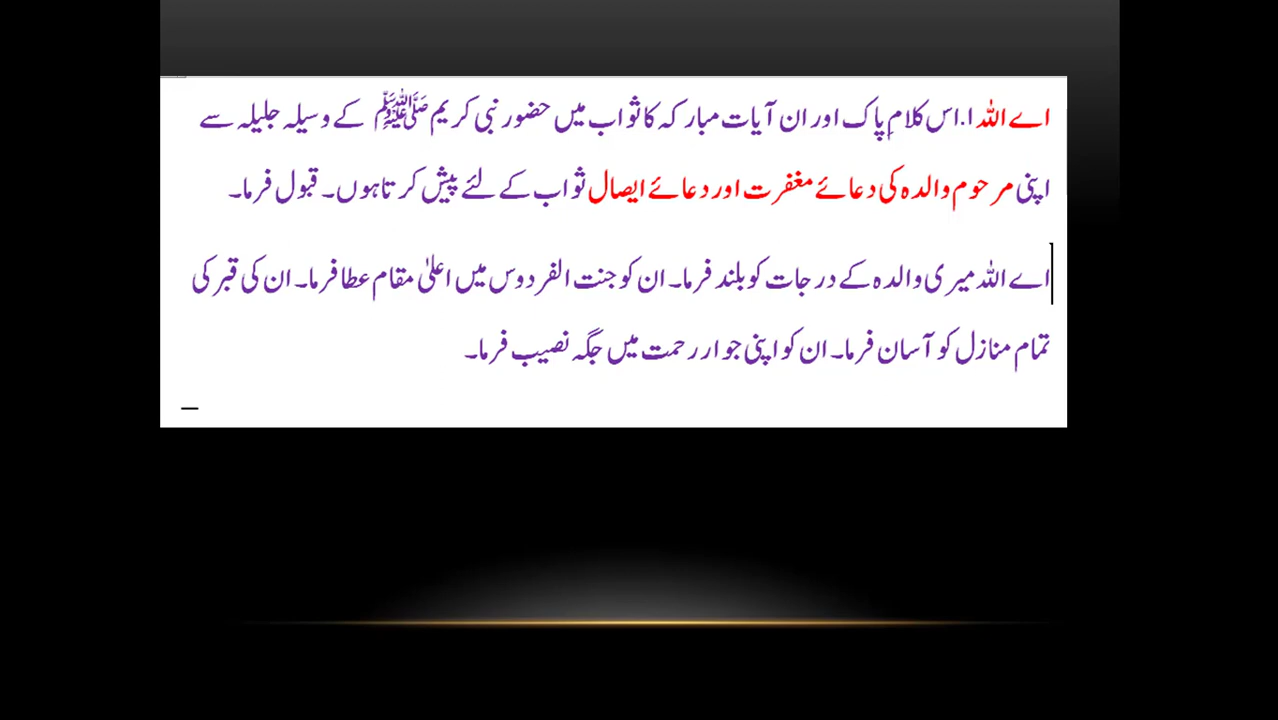 اے اللہ ا.اس کلامِ پاک اور ان آیات مبارکہ کا ثواب میں حضور نبی کریم ﷺ کے وسیلہ جلیلہ سے
اپنی مرحوم والدہ کی دعائے مغفرت اور دعائے ایصال ثواب کے لئے پیش کرتا ہوں۔ قبول فرما۔
اے اللہ میری والدہ کے درجات کو بلند فرما۔ ان کو جنت الفردوس میں اعلیٰ مقام عطا فرما۔ ان کی قبر کی
تمام منازل کو آسان فرما۔ ان کو اپنی جوار رحمت میں جگہ نصیب فرما۔